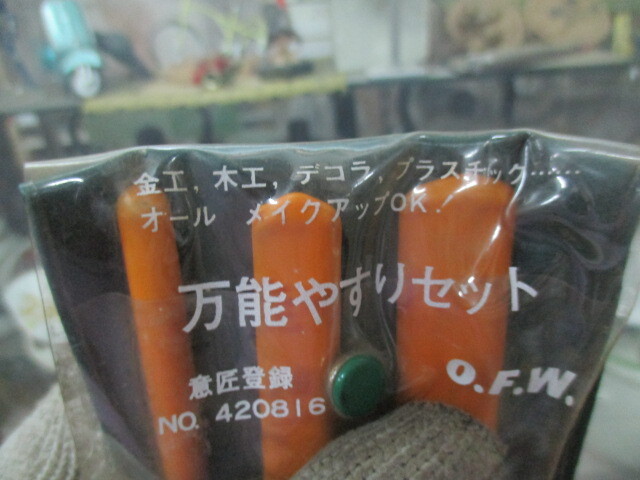 金工, 木工, デコラ, プラスチック……
オール メイクアップOK!
万能やすりセット
意匠登録
NO. 420816
O.F.W.